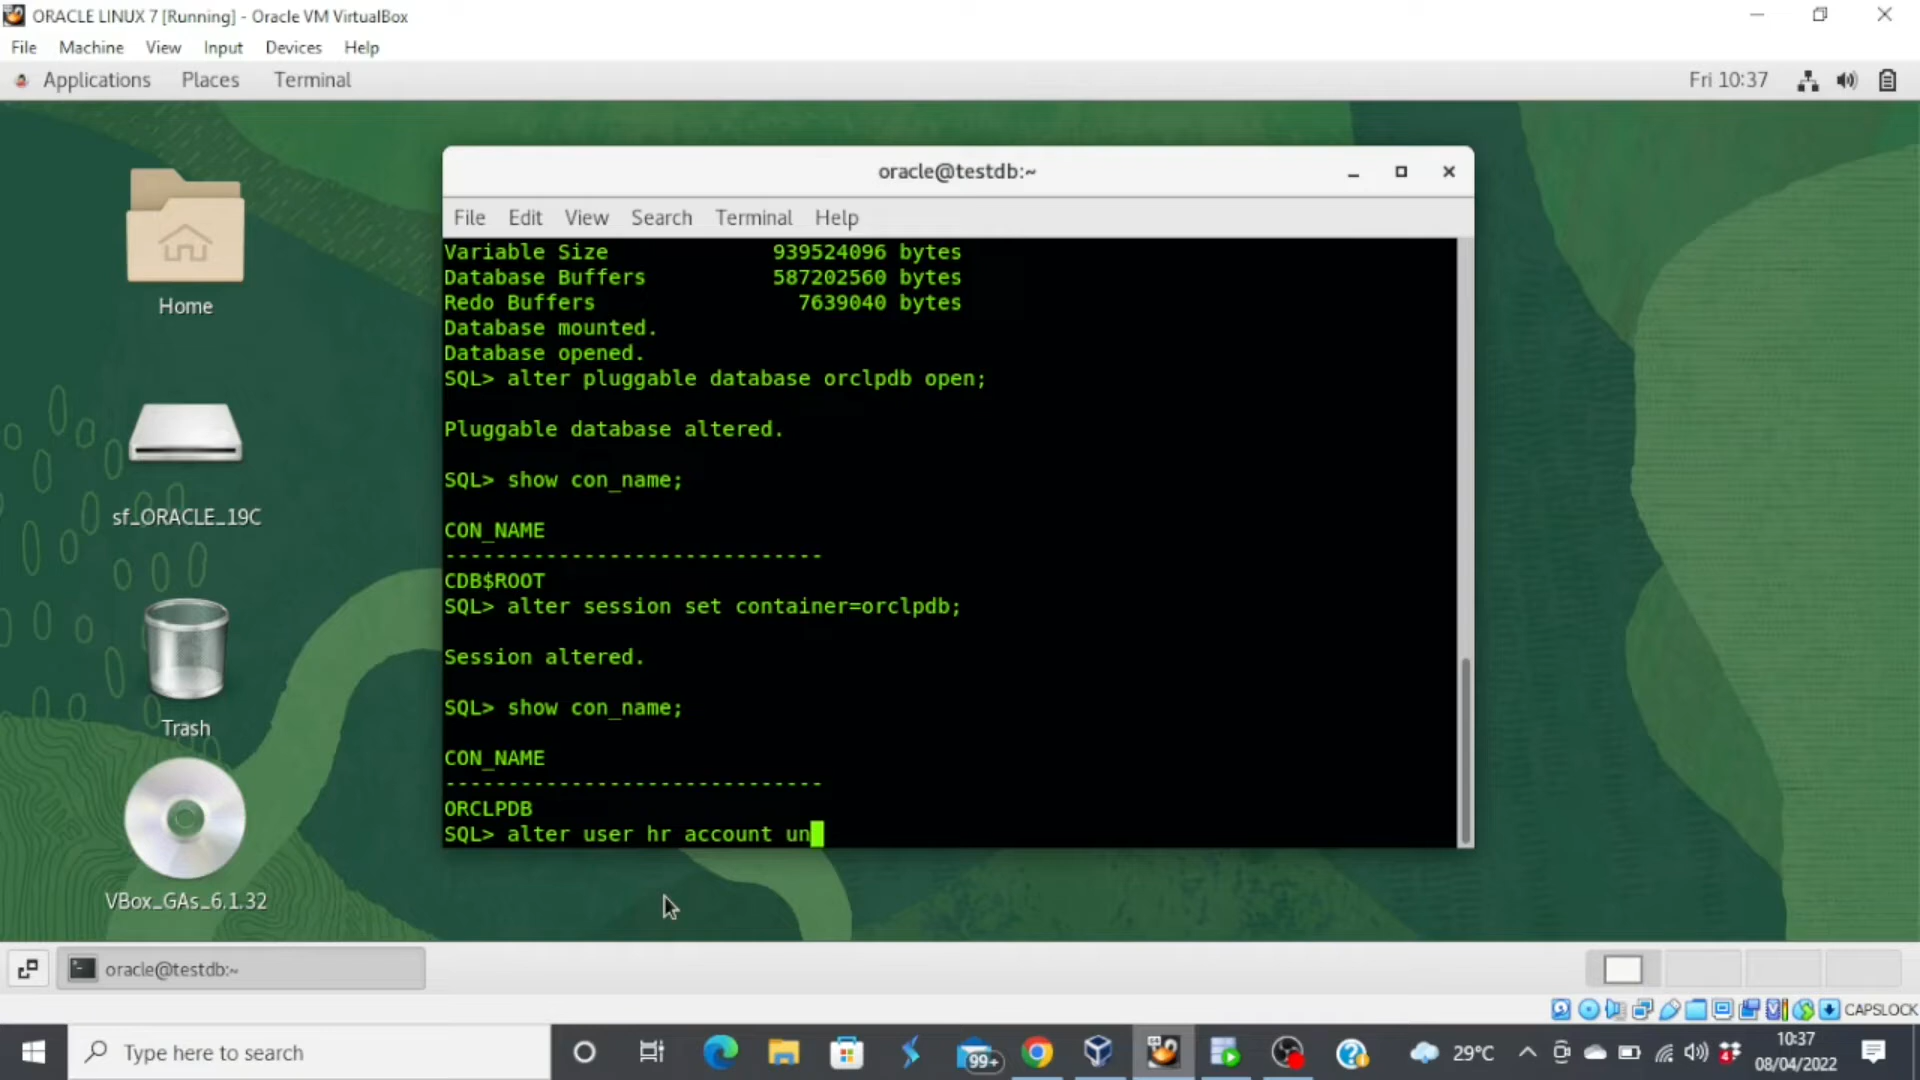 ORACLE LINUX 7 [Running] - Oracle VM VirtualBox
File Machine View Input Devices Help
Applications Places Terminal Fri 10:37
oracle@testdb:~
File Edit View Search Terminal Help
Variable Size 939524096 bytes
Database Buffers 587202560 bytes
Redo Buffers 7639040 bytes
Database mounted.
Database opened.
SQL> alter pluggable database orclpdb open;
Pluggable database altered.
SQL> show con_name;
CON_NAME
------------------------------
CDB$ROOT
SQL> alter session set container=orclpdb;
Session altered.
SQL> show con_name;
CON_NAME
------------------------------
ORCLPDB
SQL> alter user hr account un
Home
sf_ORACLE_19C
Trash
VBox_GAs_6.1.32
oracle@testdb:~
CAPSLOCK
Type here to search
99+
29°C
10:37
08/04/2022